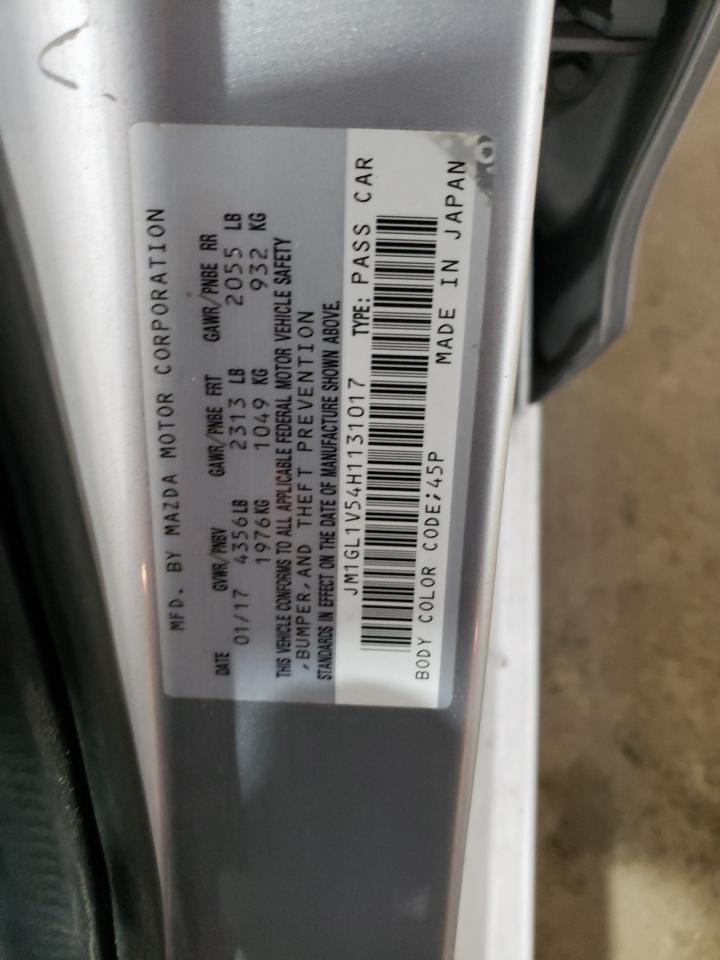 MFD. BY MAZDA MOTOR CORPORATION
DATE GVWR/PNBV GAWR/PNBE FRT GAWR/PNBE RR
01/17 4356LB 2313 LB 2055 LB
1976KG 1049 KG 932 KG
THIS VEHICLE CONFORMS TO ALL APPLICABLE FEDERAL MOTOR VEHICLE SAFETY
,BUMPER,AND THEFT PREVENTION
STANDARDS IN EFFECT ON THE DATE OF MANUFACTURE SHOWN ABOVE.
JM1GL1V54H1131017 TYPE: PASS CAR
BODY COLOR CODE;45P MADE IN JAPAN